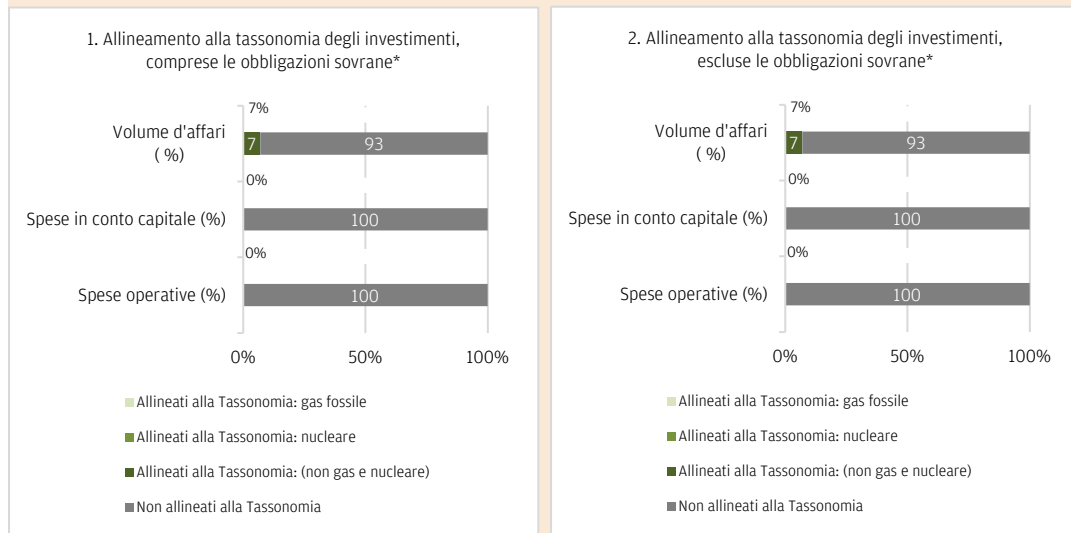 1. Allineamento alla tassonomia degli investimenti,
comprese le obbligazioni sovrane*
7%
Volume d'affari
( %)
7
93
0%
Spese in conto capitale (%)
100
0%
Spese operative (%)
100
0%
50%
100%
Allineati alla Tassonomia: gas fossile
Allineati alla Tassonomia: nucleare
Allineati alla Tassonomia: (non gas e nucleare)
Non allineati alla Tassonomia
2. Allineamento alla tassonomia degli investimenti,
escluse le obbligazioni sovrane*
7%
Volume d'affari
( %)
7
93
0%
Spese in conto capitale (%)
100
0%
Spese operative (%)
100
0%
50%
100%
Allineati alla Tassonomia: gas fossile
Allineati alla Tassonomia: nucleare
Allineati alla Tassonomia: (non gas e nucleare)
Non allineati alla Tassonomia